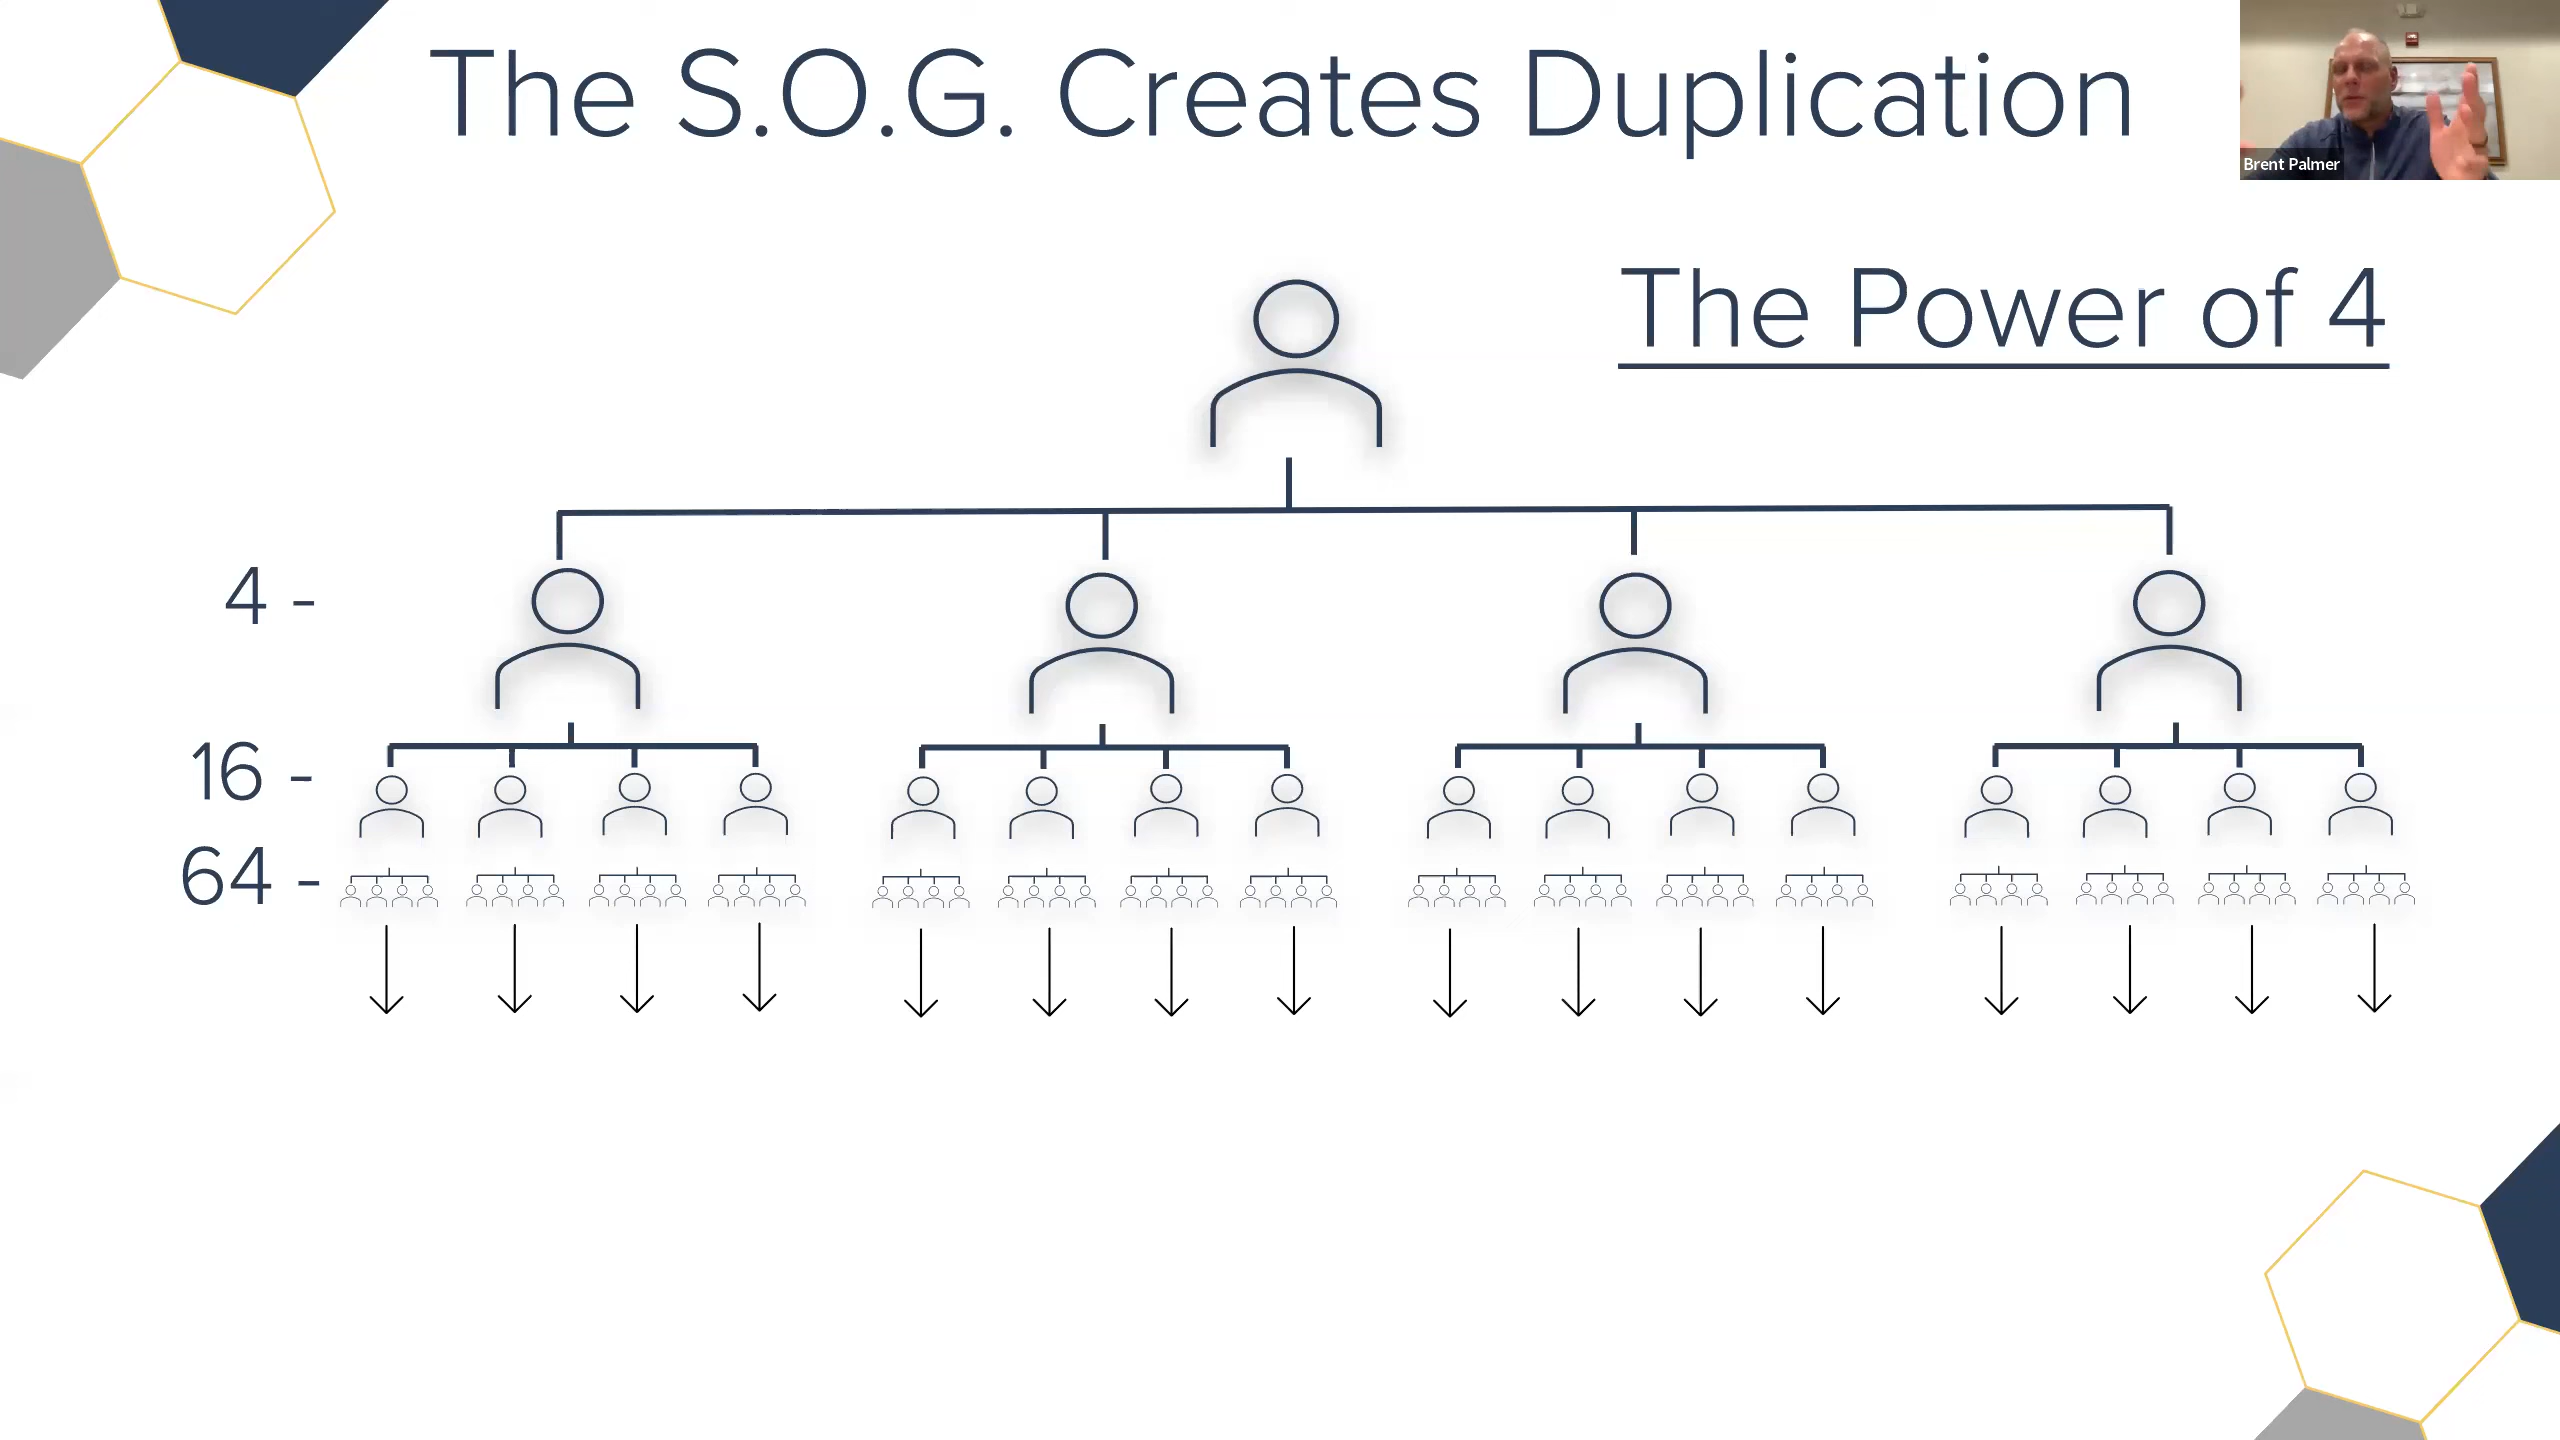 The S.O.G. Creates Duplication
Brent Palmer
The Power of 4
4 -
16 -
64 -